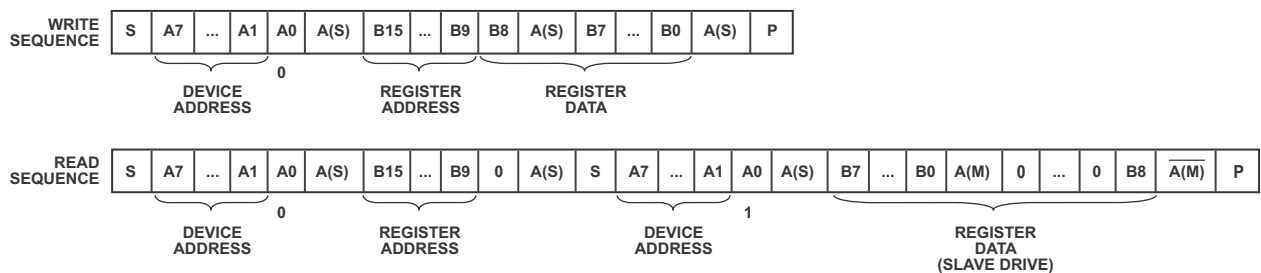 WRITE
SEQUENCE
S A7 ... A1 A0 A(S) B15 ... B9 B8 A(S) B7 ... B0 A(S) P
0
DEVICE
ADDRESS
REGISTER
ADDRESS
REGISTER
DATA
READ
SEQUENCE
S A7 ... A1 A0 A(S) B15 ... B9 0 A(S) S A7 ... A1 A0 A(S) B7 ... B0 A(M) 0 ... 0 B8 A(M) P
0 1
DEVICE
ADDRESS
REGISTER
ADDRESS
DEVICE
ADDRESS
REGISTER
DATA
(SLAVE DRIVE)